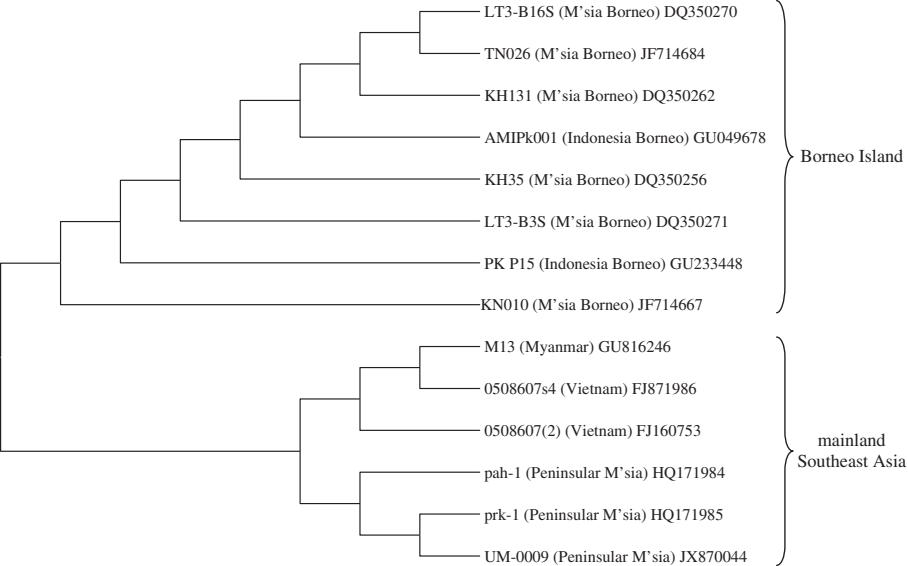 LT3-B16S (M’sia Borneo) DQ350270
TN026 (M’sia Borneo) JF714684
KH131 (M’sia Borneo) DQ350262
AMIPk001 (Indonesia Borneo) GU049678
KH35 (M’sia Borneo) DQ350256
LT3-B3S (M’sia Borneo) DQ350271
PK P15 (Indonesia Borneo) GU233448
KN010 (M’sia Borneo) JF714667
Borneo Island
M13 (Myanmar) GU816246
0508607s4 (Vietnam) FJ871986
0508607(2) (Vietnam) FJ160753
pah-1 (Peninsular M’sia) HQ171984
prk-1 (Peninsular M’sia) HQ171985
UM-0009 (Peninsular M’sia) JX870044
mainland
Southeast Asia